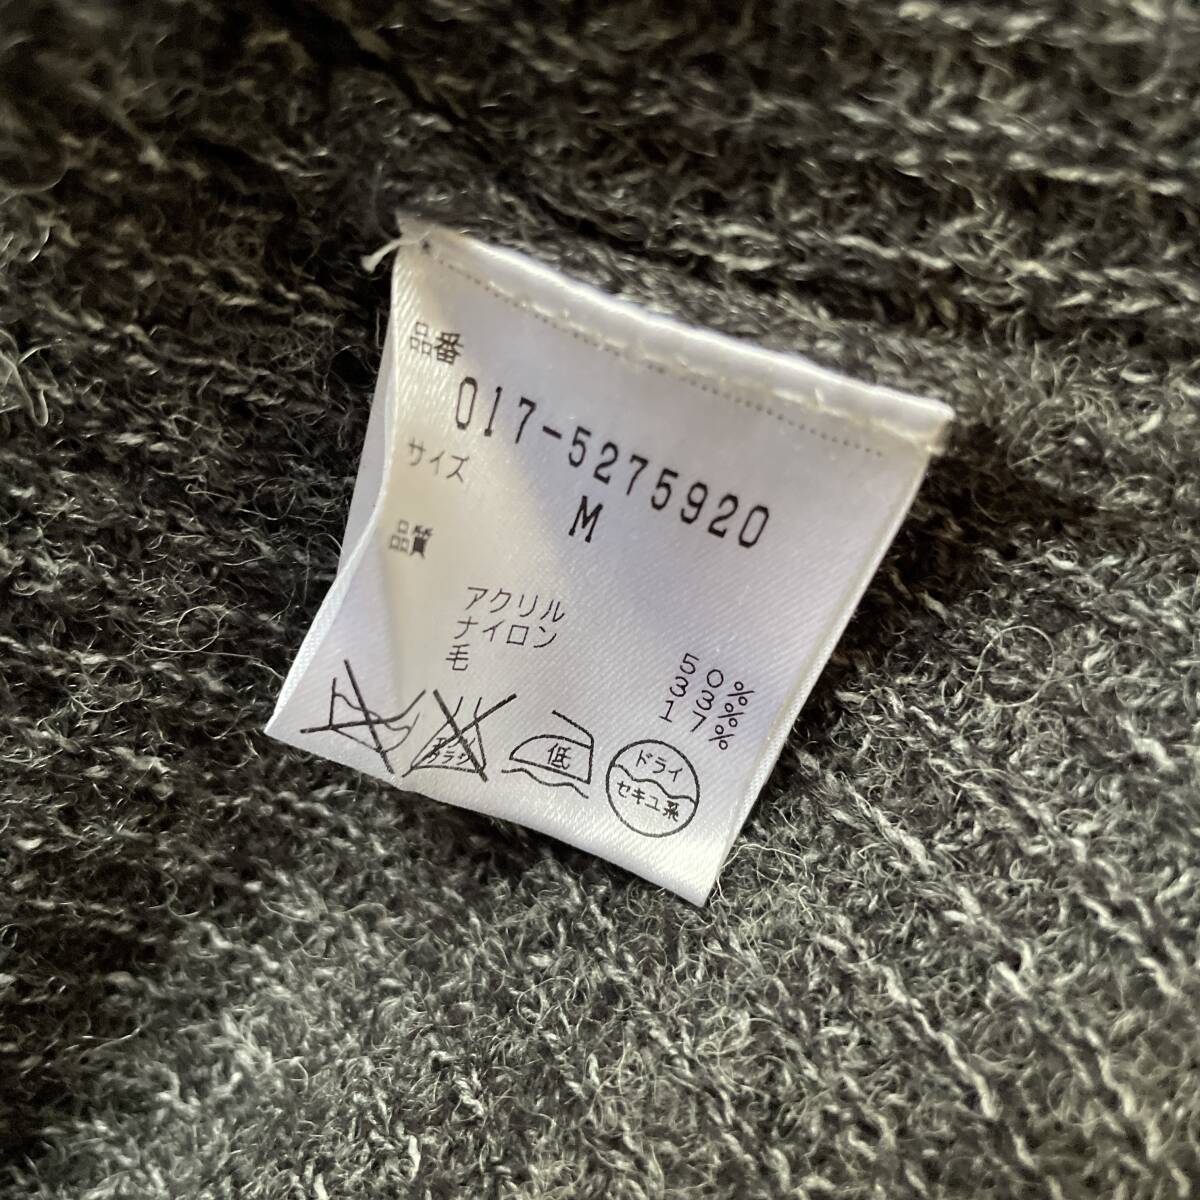 品番
017-5275920
サイズ
M
品質
アクリル 50%
ナイロン 33%
毛 17%
低
ドライ
セキユ系